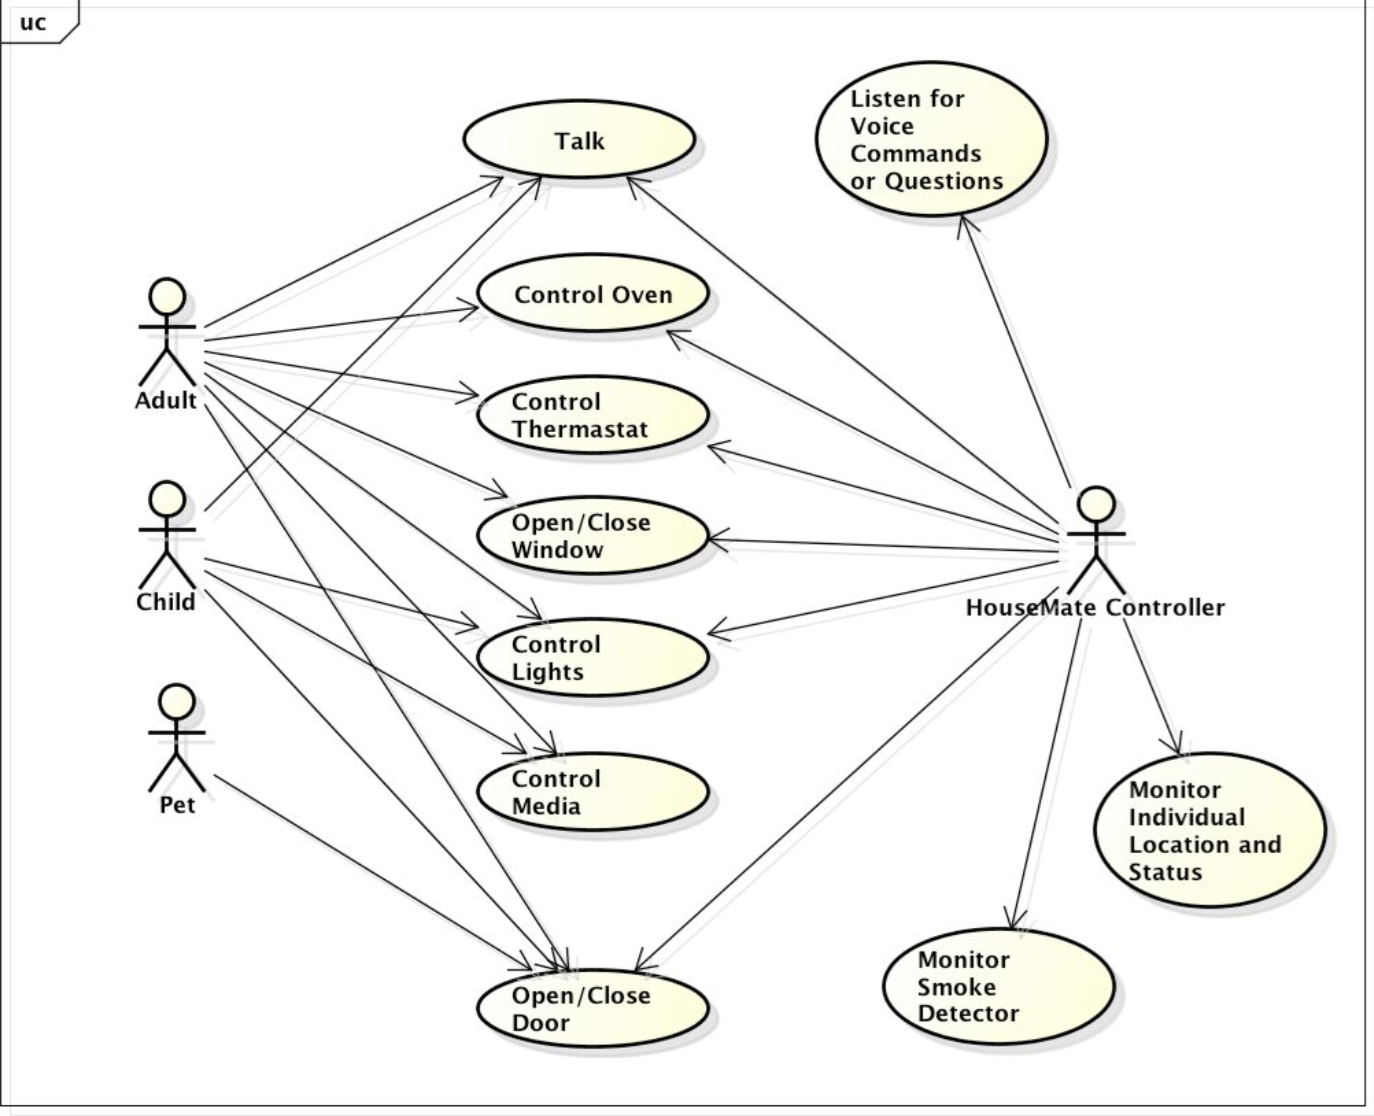 uc
Talk
Listen for
Voice
Commands
or Questions
Control Oven
Adult
Control
Thermastat
Open/Close
Window
Child
HouseMate Controller
Control
Lights
Pet
Control
Media
Monitor
Individual
Location and
Status
Monitor
Smoke
Detector
Open/Close
Door